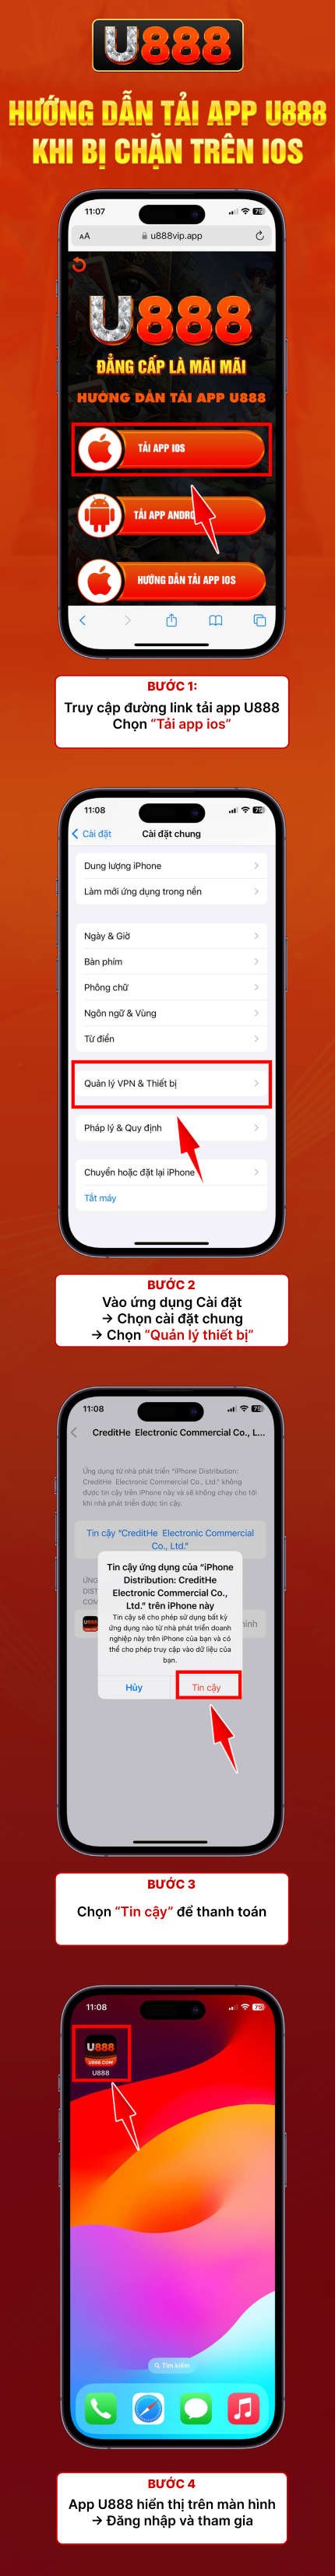 U888
HƯỚNG DẪN TẢI APP U888
KHI BỊ CHẶN TRÊN IOS
11:07
AA
u888vip.app
U888
ĐẲNG CẤP LÀ MÃI MÃI
HƯỚNG DẪN TẢI APP U888
TẢI APP IOS
TẢI APP ANDRO
HƯỚNG DẪN TẢI APP IOS
BƯỚC 1:
Truy cập đường link tải app U888
Chọn “Tải app ios”
11:08
Cài đặt
Cài đặt chung
Dung lượng iPhone
Làm mới ứng dụng trong nền
Ngày & Giờ
Bàn phím
Phông chữ
Ngôn ngữ & Vùng
Từ điển
Quản lý VPN & Thiết bị
Pháp lý & Quy định
Chuyển hoặc đặt lại iPhone
Tắt máy
BƯỚC 2
Vào ứng dụng Cài đặt
→ Chọn cài đặt chung
→ Chọn “Quản lý thiết bị”
11:08
CreditHe Electronic Commercial Co., L...
Ứng dụng từ nhà phát triển "iPhone Distribution:
CreditHe Electronic Commercial Co., Ltd." không
được tin cậy trên iPhone này và sẽ không chạy cho tới
khi nhà phát triển được tin cậy.
Tin cậy "CreditHe Electronic Commercial
Co., Ltd."
ỨNG
DIST
COM
minh
Tin cậy ứng dụng của "iPhone
Distribution: CreditHe
Electronic Commercial Co.,
Ltd." trên iPhone này
Tin cậy sẽ cho phép sử dụng bất kỳ
ứng dụng nào từ nhà phát triển doanh
nghiệp này trên iPhone của bạn và có
thể cho phép truy cập vào dữ liệu của
bạn.
Hủy
Tin cậy
BƯỚC 3
Chọn “Tin cậy” để thanh toán
11:08
U888
U888.COM
U888
Tìm kiếm
BƯỚC 4
App U888 hiển thị trên màn hình
→ Đăng nhập và tham gia